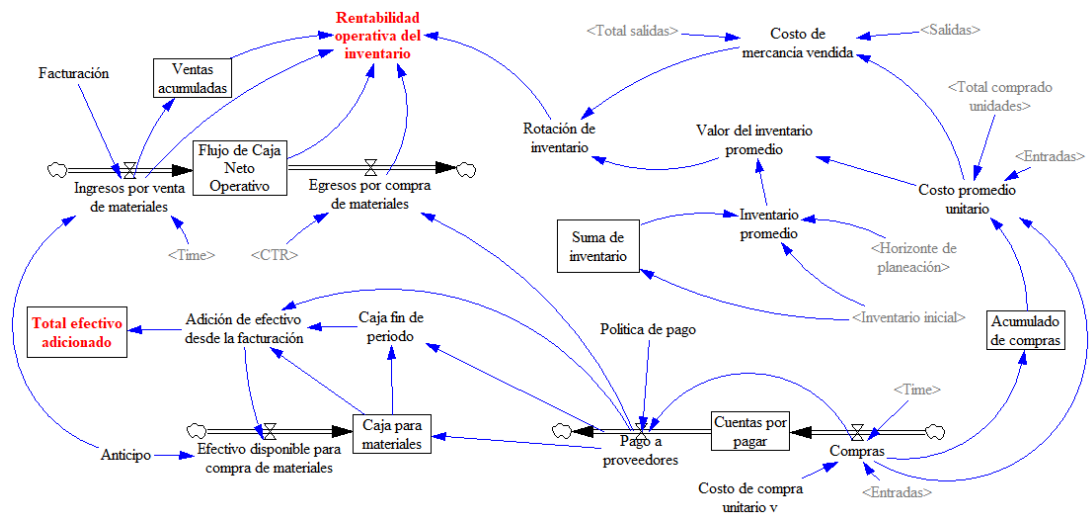 Rentabilidad
operativa del
inventario
<Total salidas>
Costo de
mercancía vendida
<Salidas>
Facturación
Ventas
acumuladas
<Total comprado
unidades>
Rotación de
inventario
Valor del inventario
promedio
<Entradas>
Flujo de Caja
Neto
Operativo
Ingresos por venta
de materiales
Egresos por compra
de materiales
Costo promedio
unitario
Suma de
inventario
Inventario
promedio
<Time>
<CTR>
<Horizonte de
planeación>
Total efectivo
adicionado
Adición de efectivo
desde la facturación
Caja fin de
periodo
Política de pago
<Inventario inicial>
Acumulado
de compras
<Time>
Caja para
materiales
Cuentas por
pagar
Anticipo
Efectivo disponible para
compra de materiales
Pago a
proveedores
Compras
Costo de compra
unitario v
<Entradas>